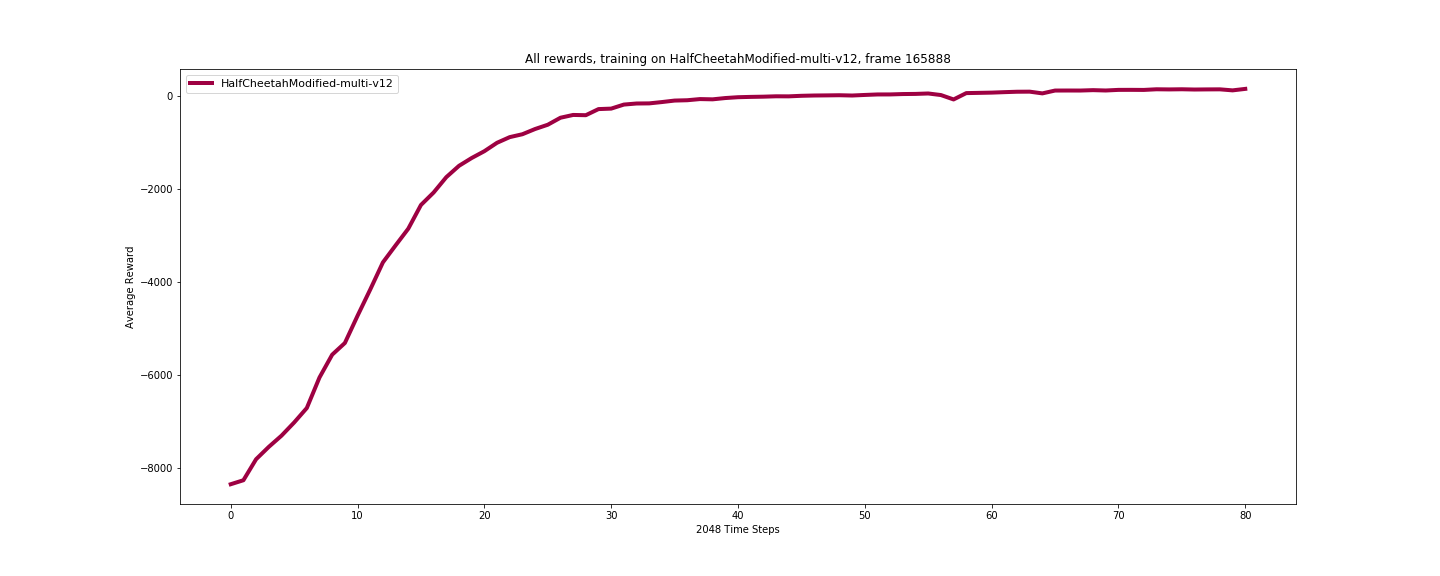 All rewards, training on HalfCheetahModified-multi-v12, frame 165888
HalfCheetahModified-multi-v12
0
−2000
−4000
−6000
−8000
Average Reward
0 10 20 30 40 50 60 70 80
2048 Time Steps